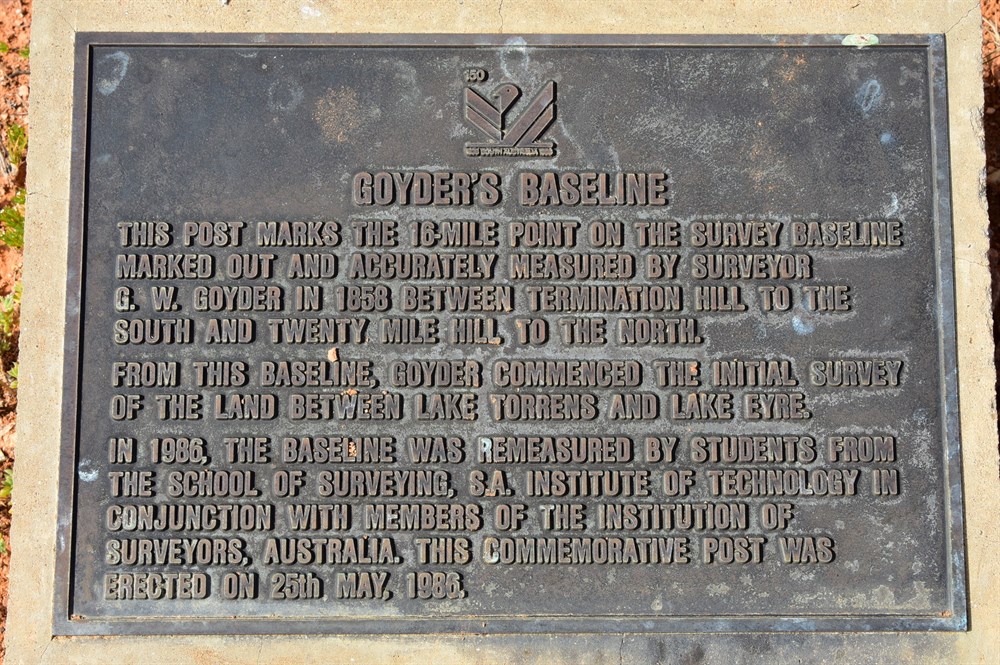 150
1836 SOUTH AUSTRALIA 1986
GOYDER'S BASELINE
THIS POST MARKS THE 16-MILE POINT ON THE SURVEY BASELINE
MARKED OUT AND ACCURATELY MEASURED BY SURVEYOR
G. W. GOYDER IN 1858 BETWEEN TERMINATION HILL TO THE
SOUTH AND TWENTY MILE HILL, TO THE NORTH.
FROM THIS BASELINE, GOYDER COMMENCED THE INITIAL SURVEY
OF THE LAND BETWEEN LAKE TORRENS AND LAKE EYRE.
IN 1986, THE BASELINE WAS REMEASURED BY STUDENTS FROM
THE SCHOOL OF SURVEYING, S.A. INSTITUTE OF TECHNOLOGY IN
CONJUNCTION WITH MEMBERS OF THE INSTITUTION OF
SURVEYORS, AUSTRALIA. THIS COMMEMORATIVE POST WAS
ERECTED ON 25th MAY, 1986.